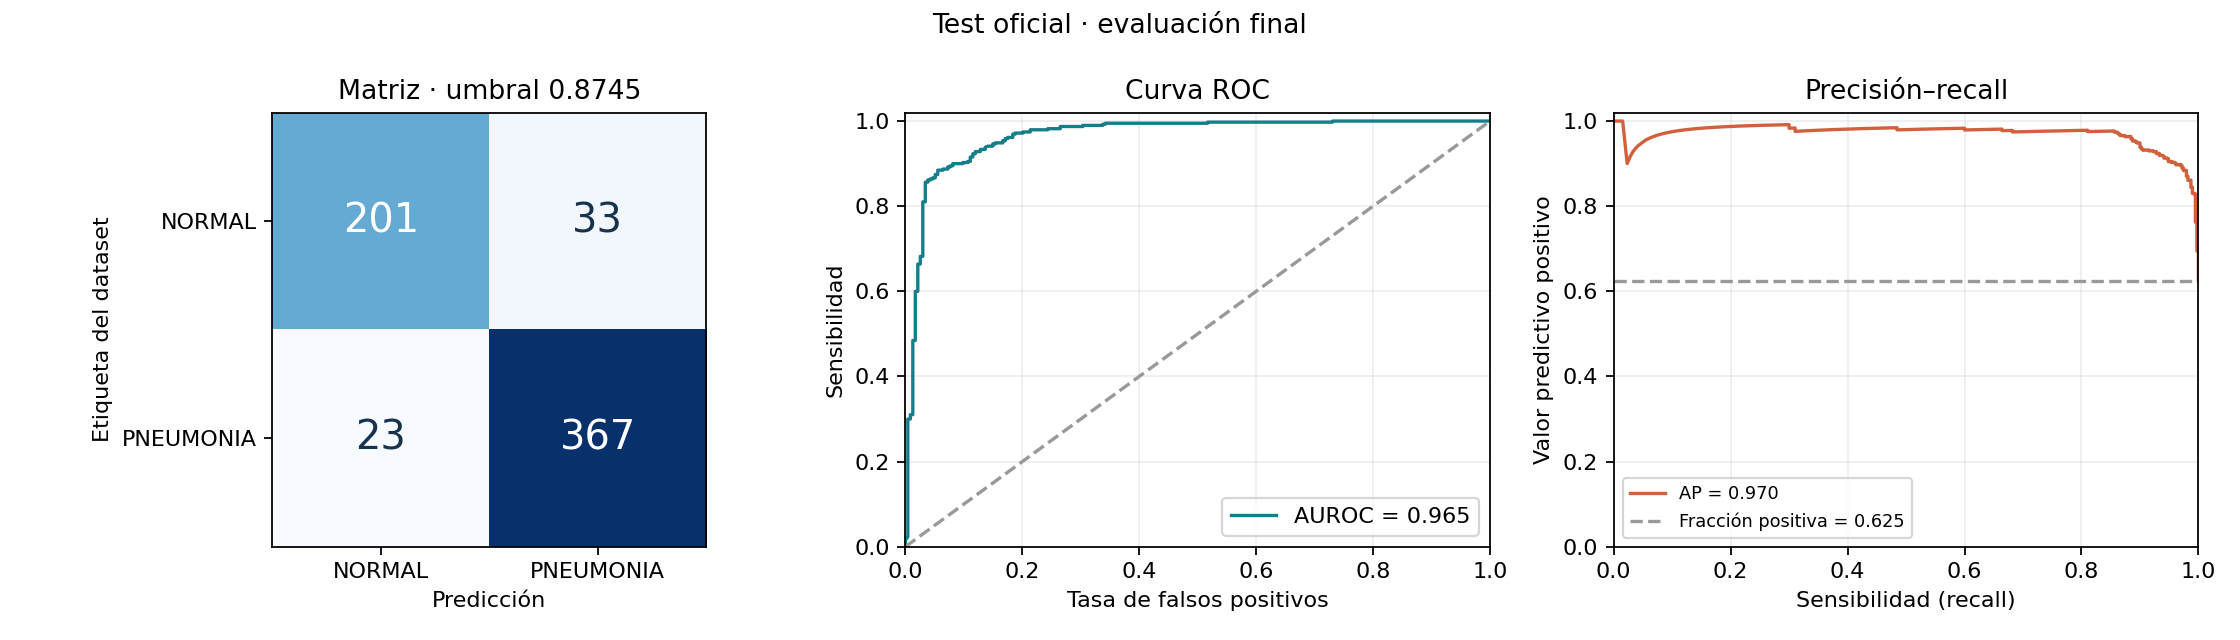 Test oficial · evaluación final
Matriz · umbral 0.8745
Etiqueta del dataset
NORMAL
PNEUMONIA
201
33
23
367
NORMAL
PNEUMONIA
Predicción
Curva ROC
Sensibilidad
1.0
0.8
0.6
0.4
0.2
0.0
AUROC = 0.965
0.0
0.2
0.4
0.6
0.8
1.0
Tasa de falsos positivos
Precisión–recall
Valor predictivo positivo
1.0
0.8
0.6
0.4
0.2
0.0
AP = 0.970
Fracción positiva = 0.625
0.0
0.2
0.4
0.6
0.8
1.0
Sensibilidad (recall)